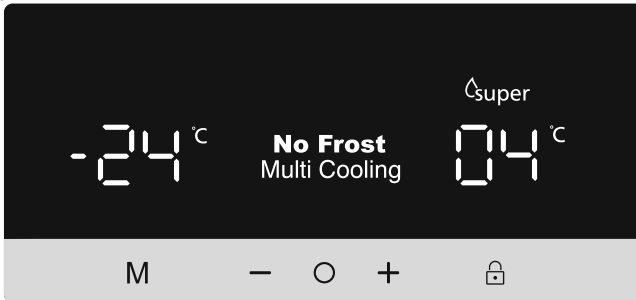 super
-24 °C
No Frost
Multi Cooling
04 °C
M
− O +